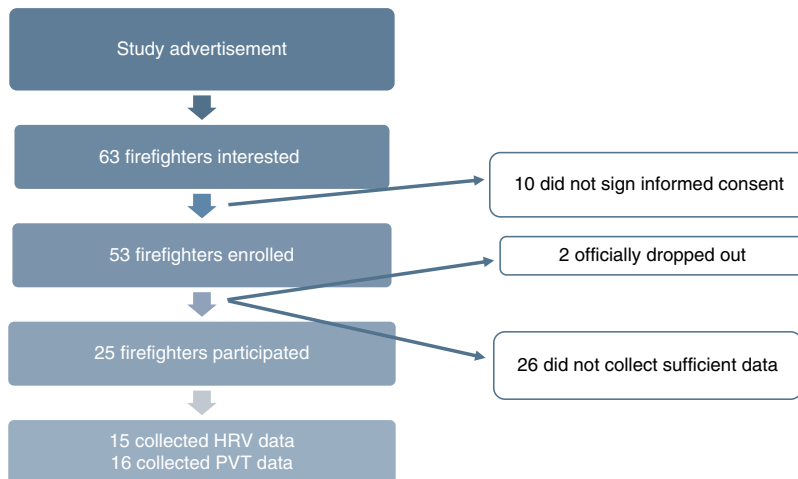 Study advertisement
63 firefighters interested
10 did not sign informed consent
53 firefighters enrolled
2 officially dropped out
25 firefighters participated
26 did not collect sufficient data
15 collected HRV data
16 collected PVT data